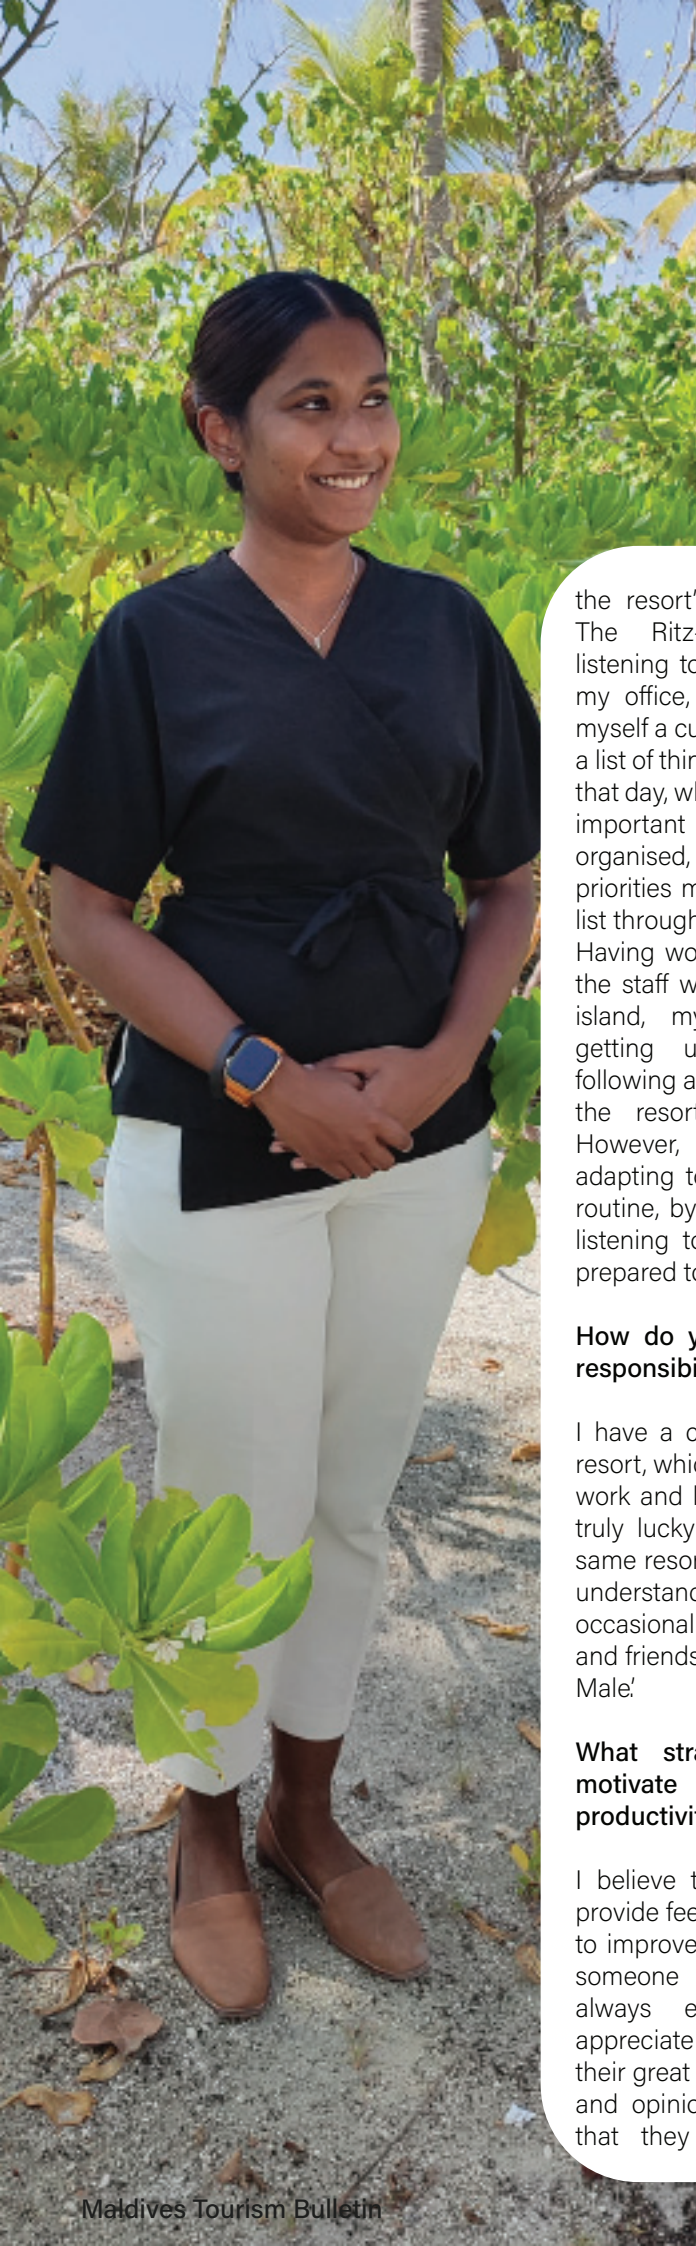 the resort'
The Ritz-
listening to
my office,
myself a cu
a list of thin
that day, wh
important
organised,
priorities m
list through
Having wo
the staff w
island, my
getting u
following a
the resort
However,
adapting to
routine, by
listening to
prepared to
How do y
responsibi
I have a c
resort, whic
work and l
truly lucky
same resor
understand
occasional
and friends
Male.'
What stra
motivate
productivit
I believe t
provide fee
to improve
someone
always e
appreciate
their great
and opinio
that they
Maldives Tourism Bulletin